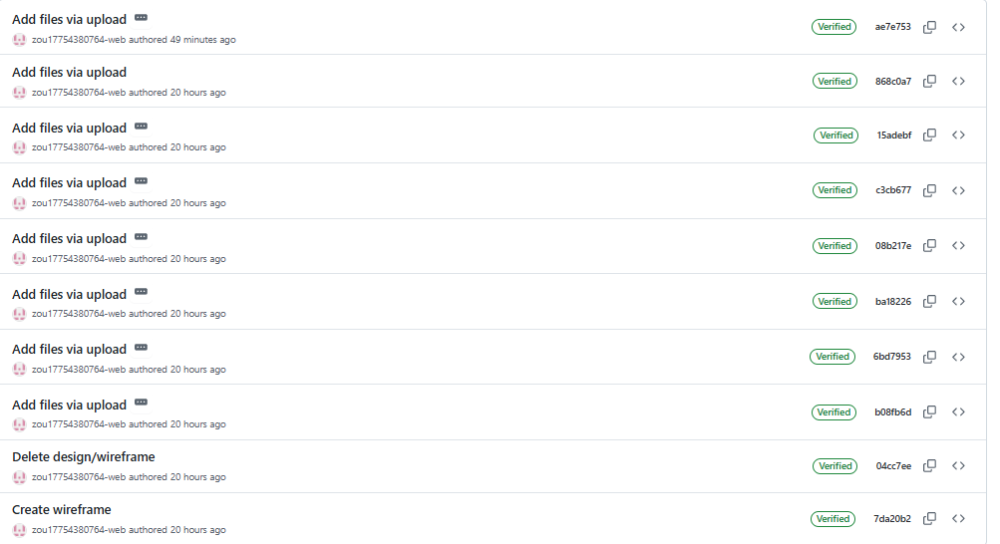 Add files via upload
Verified ae7e753
zou17754380764-web authored 49 minutes ago
Add files via upload
Verified 868c0a7
zou17754380764-web authored 20 hours ago
Add files via upload
Verified 15adebf
zou17754380764-web authored 20 hours ago
Add files via upload
Verified c3cb677
zou17754380764-web authored 20 hours ago
Add files via upload
Verified 08b217e
zou17754380764-web authored 20 hours ago
Add files via upload
Verified ba18226
zou17754380764-web authored 20 hours ago
Add files via upload
Verified 6bd7953
zou17754380764-web authored 20 hours ago
Add files via upload
Verified b08fb6d
zou17754380764-web authored 20 hours ago
Delete design/wireframe
Verified 04cc7ee
zou17754380764-web authored 20 hours ago
Create wireframe
Verified 7da20b2
zou17754380764-web authored 20 hours ago